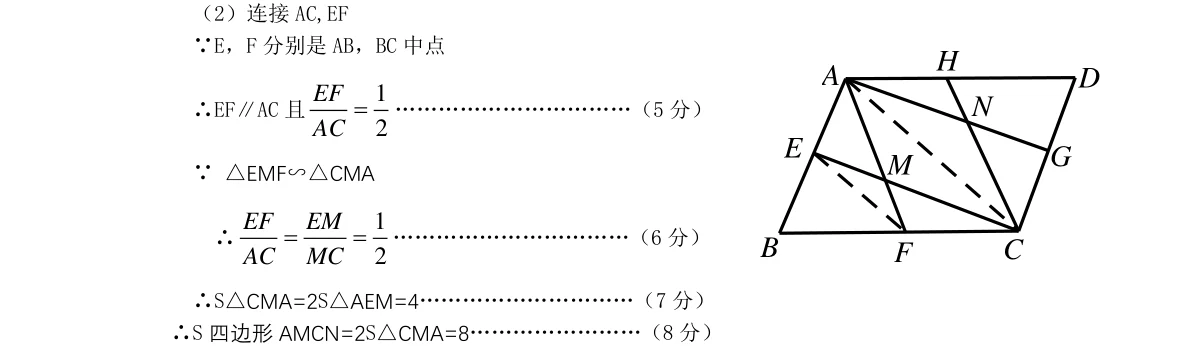 （2）连接 AC,EF
∵E，F 分别是 AB，BC 中点
∴EF∥AC 且 EF/AC = 1/2 ……………………………（5 分）
∵ △EMF∽△CMA
∴ EF/AC = EM/MC = 1/2 ……………………………（6 分）
∴S△CMA=2S△AEM=4…………………………（7 分）
∴S 四边形 AMCN=2S△CMA=8……………………（8 分）
A H D
N
E M G
B F C